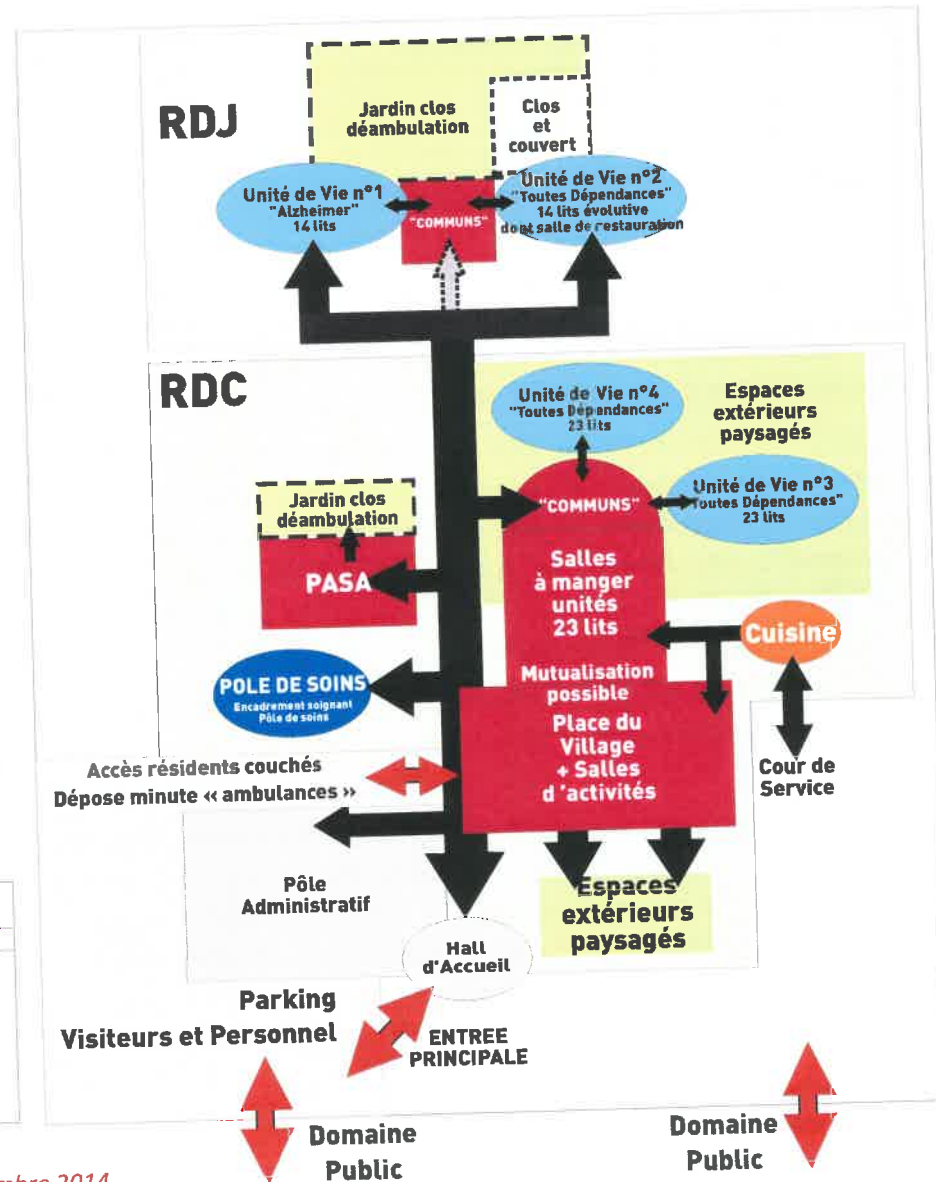 RDJ
Jardin clos
déambulation
Clos
et
couvert
Unité de Vie n°1
"Alzheimer"
14 lits
"COMMUNS"
Unité de Vie n°2
"Toutes Dépendances"
14 lits évolutive
dont salle de restauration
RDC
Unité de Vie n°4
"Toutes Dépendances"
23 lits
Espaces
extérieurs
paysagés
Jardin clos
déambulation
"COMMUNS"
Unité de Vie n°3
"Toutes Dépendances"
23 lits
PASA
Salles
à manger
unités
23 lits
Cuisine
POLE DE SOINS
Encadrement soignant
Pôle de soins
Mutualisation
possible
Place du
Village
+ Salles
d'activités
Accès résidents couchés
Dépose minute « ambulances »
Cour de
Service
Pôle
Administratif
Espaces
extérieurs
paysagés
Hall
d'Accueil
Parking
Visiteurs et Personnel
ENTREE
PRINCIPALE
Domaine
Public
Domaine
Public
2014